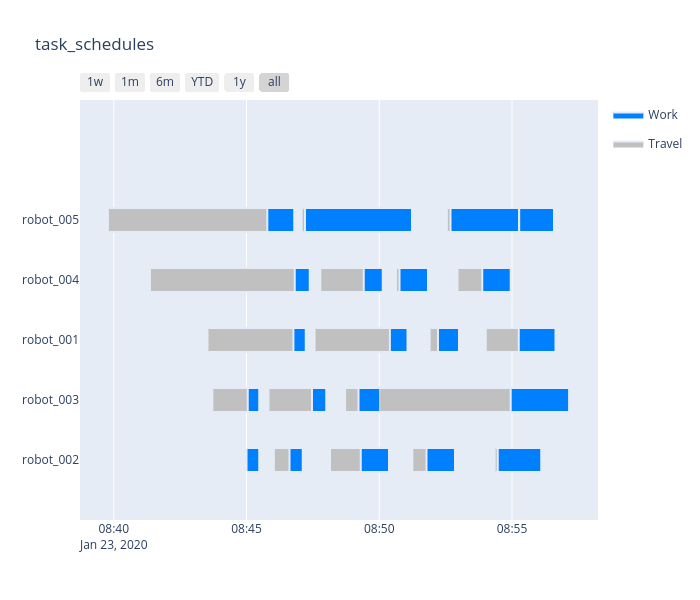 task_schedules
1w 1m 6m YTD 1y all
Work
Travel
robot_005
robot_004
robot_001
robot_003
robot_002
08:40 08:45 08:50 08:55
Jan 23, 2020